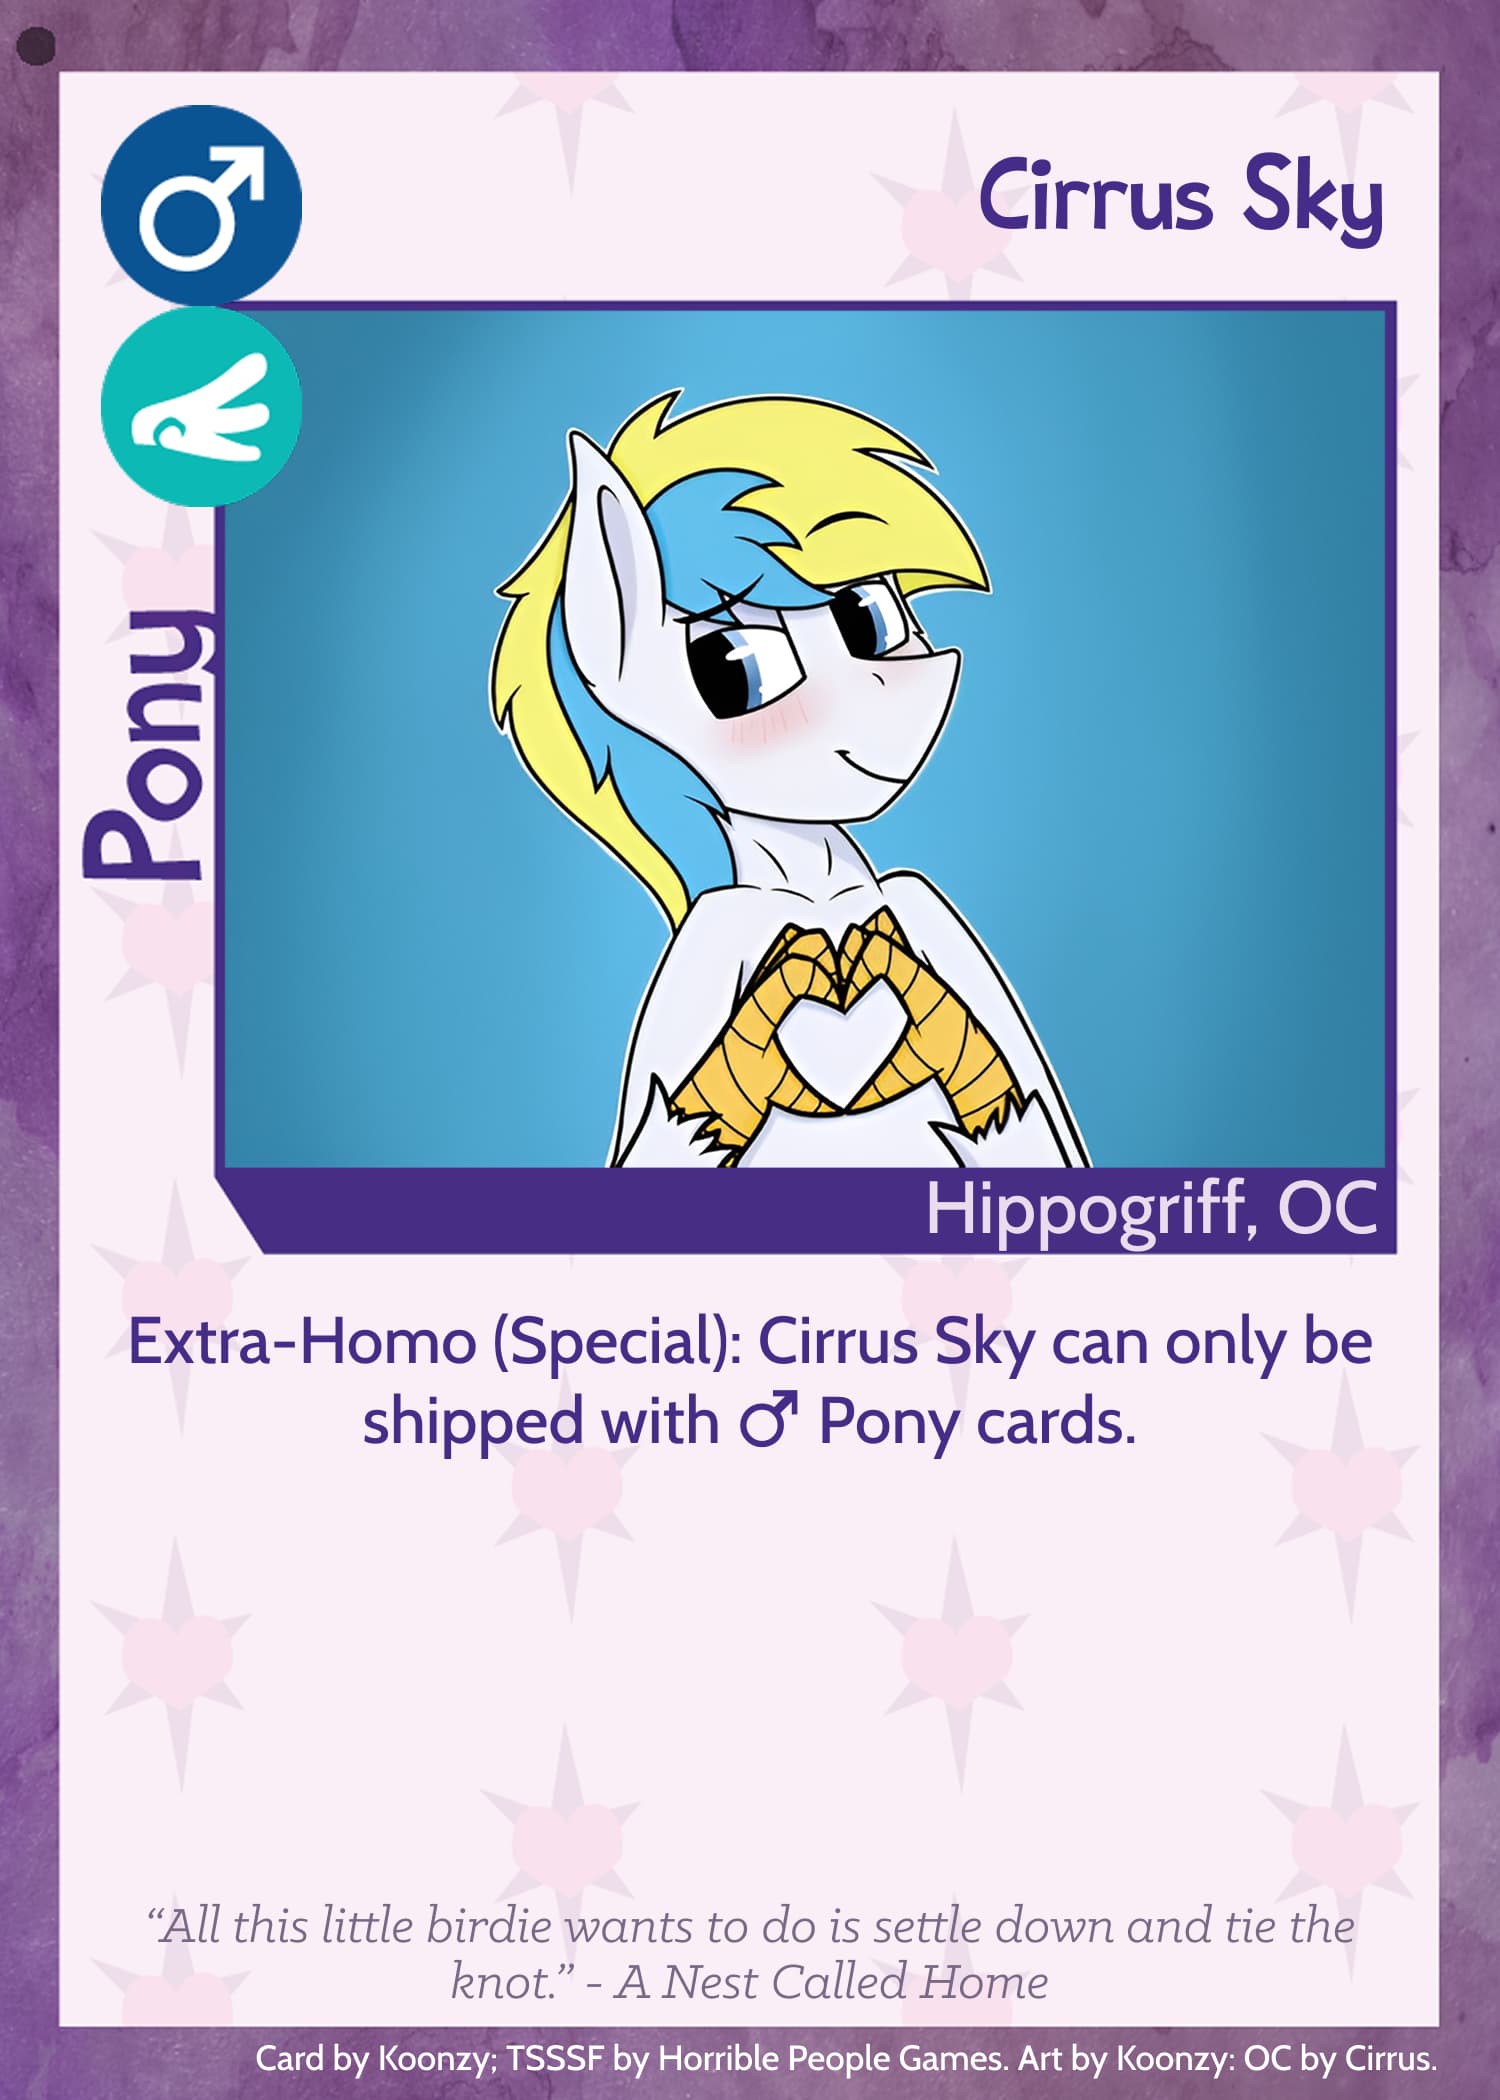 Cirrus Sky
Pony
Hippogriff, OC
Extra-Homo (Special): Cirrus Sky can only be
shipped with ♂ Pony cards.
“All this little birdie wants to do is settle down and tie the
knot.” - A Nest Called Home
Card by Koonzy; TSSSF by Horrible People Games. Art by Koonzy: OC by Cirrus.